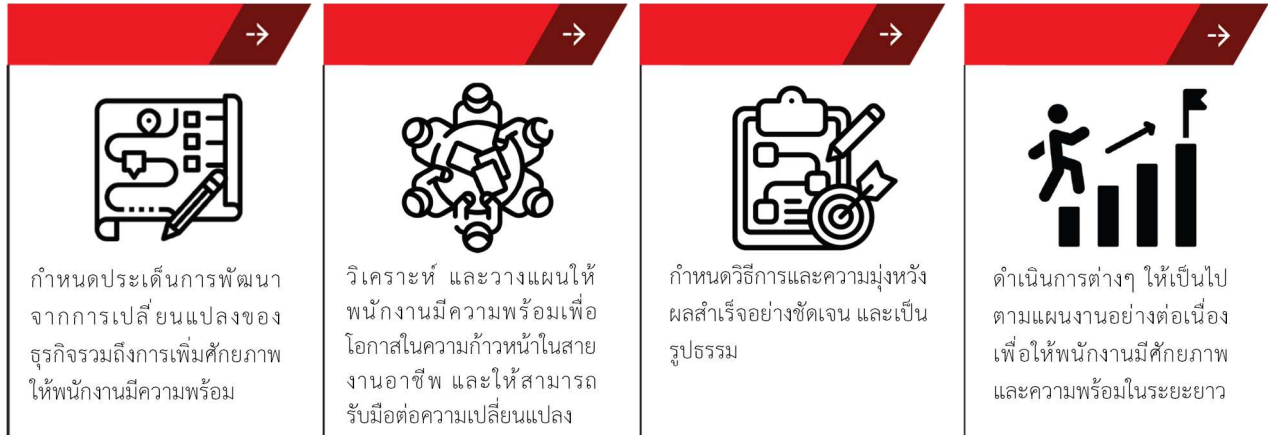 กำหนดประเด็นการพัฒนา
จากการเปลี่ยนแปลงของ
ธุรกิจรวมถึงการเพิ่มศักยภาพ
ให้พนักงานมีความพร้อม
วิเคราะห์ และวางแผนให้
พนักงานมีความพร้อมเพื่อ
โอกาสในความก้าวหน้าในสาย
งานอาชีพ และให้สามารถ
รับมือต่อความเปลี่ยนแปลง
กำหนดวิธีการและความมุ่งหวัง
ผลสำเร็จอย่างชัดเจน และเป็น
รูปธรรม
ดำเนินการต่างๆ ให้เป็นไป
ตามแผนงานอย่างต่อเนื่อง
เพื่อให้พนักงานมีศักยภาพ
และความพร้อมในระยะยาว